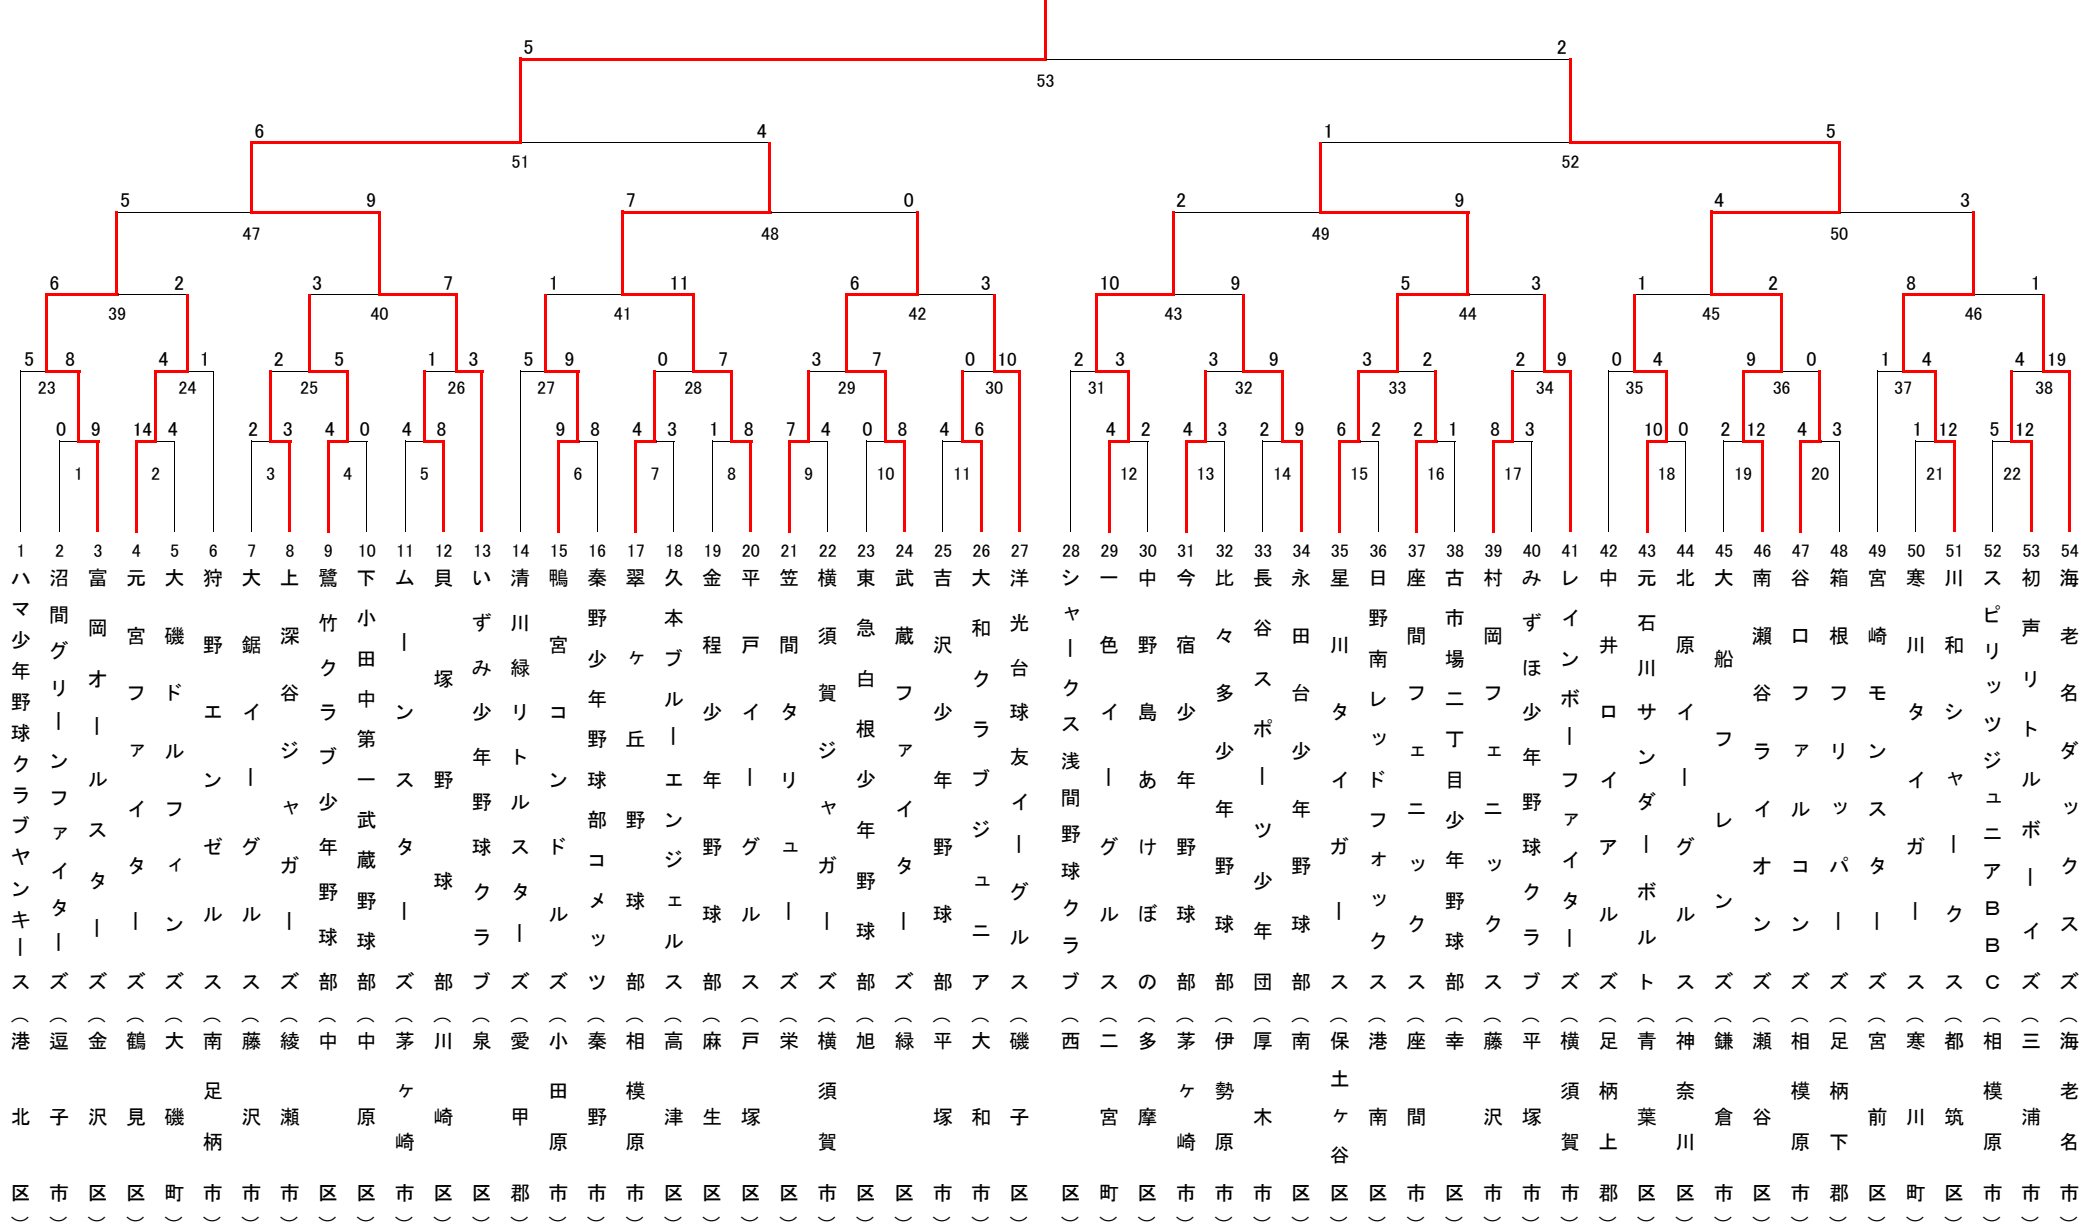 5 2
53
6 4 1 5
51 52
5 9 7 0 2 9 4 3
47 48 49 50
6 2 3 7 1 11 6 3 10 9 5 3 1 2 8 1
39 40 41 42 43 44 45 46
5 8 4 1 2 5 1 3 5 9 0 7 3 7 0 10 2 3 3 9 3 2 2 9 0 4 9 0 1 4 4 19
23 24 25 26 27 28 29 30 31 32 33 34 35 36 37 38
0 9 14 4 2 3 4 0 4 8 9 8 4 3 1 8 7 4 0 8 4 6 4 2 4 3 2 9 6 2 2 1 8 3 10 0 2 12 4 3 1 12 5 12
1 2 3 4 5 6 7 8 9 10 11 12 13 14 15 16 17 18 19 20 21 22
1 ハマ少年野球クラブヤンキース（港北区）
2 沼間グリーンファイターズ（逗子市）
3 富岡オールスターズ（金沢区）
4 元宮ファイターズ（鶴見区）
5 大磯ドルフィンズ（大磯町）
6 狩野エンゼルス（南足柄市）
7 大鋸イーグルス（藤沢市）
8 上深谷ジャガーズ（綾瀬市）
9 鷺竹クラブ少年野球部（中区）
10 下小田中第一武蔵野球部（中原区）
11 ムーンスターズ（茅ヶ崎市）
12 貝塚野球部（川崎区）
13 いずみ少年野球クラブ（泉区）
14 清川緑リトルスターズ（愛甲郡）
15 鴨宮コンドルズ（小田原市）
16 秦野少年野球部コメッツ（秦野市）
17 翠ヶ丘野球部（相模原市）
18 久本ブルーエンジェルス（高津区）
19 金程少年野球部（麻生区）
20 平戸イーグルス（戸塚区）
21 笠間タリューズ（栄区）
22 横須賀ジャガーズ（横須賀市）
23 東急白根少年野球部（旭区）
24 武蔵ファイターズ（緑区）
25 吉沢少年野球部（平塚市）
26 大和クラブジュニア（大和市）
27 洋光台球友イーグルス（磯子区）
28 シャークス浅間野球クラブ（西区）
29 一色イーグルス（二宮町）
30 中野島あけぼの（多摩区）
31 今宿少年野球部（茅ヶ崎市）
32 比々多少年野球部（伊勢原市）
33 長谷スポーツ少年団（厚木市）
34 永田台少年野球部（南区）
35 星川タイガース（保土ヶ谷区）
36 日野南レッドフォックス（港南区）
37 座間フェニックス（座間市）
38 古市場二丁目少年野球部（幸区）
39 村岡フェニックス（藤沢市）
40 みずほ少年野球クラブ（平塚市）
41 レインボーファイターズ（横須賀市）
42 中井ロイアルズ（足柄上郡）
43 元石川サンダーボルト（青葉区）
44 北原イーグルス（神奈川区）
45 大船フレンズ（鎌倉市）
46 南瀬谷ライオンズ（瀬谷区）
47 谷口ファルコンズ（相模原市）
48 箱根フリッパーズ（足柄下郡）
49 宮崎モンスターズ（宮前区）
50 寒川タイガース（寒川町）
51 川和シャークス（都筑区）
52 スピリッツジュニアＢＢＣ（相模原市）
53 初声リトルボーイズ（三浦市）
54 海老名ダックスズ（海老名市）